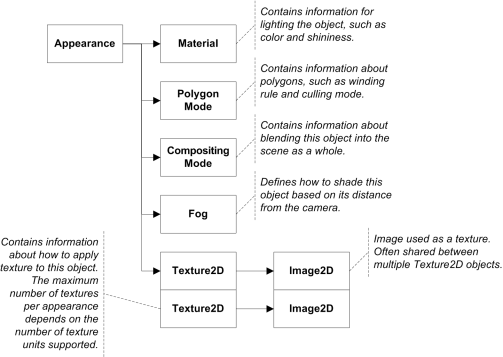 Appearance
Material
Contains information for
lighting the object, such as
color and shininess.
Polygon
Mode
Contains information about
polygons, such as winding
rule and culling mode.
Compositing
Mode
Contains information about
blending this object into the
scene as a whole.
Fog
Defines how to shade this
object based on its distance
from the camera.
Contains information
about how to apply
texture to this object.
The maximum
number of textures
per appearance
depends on the
number of texture
units supported.
Texture2D
Image2D
Image used as a texture.
Often shared between
multiple Texture2D objects.
Texture2D
Image2D